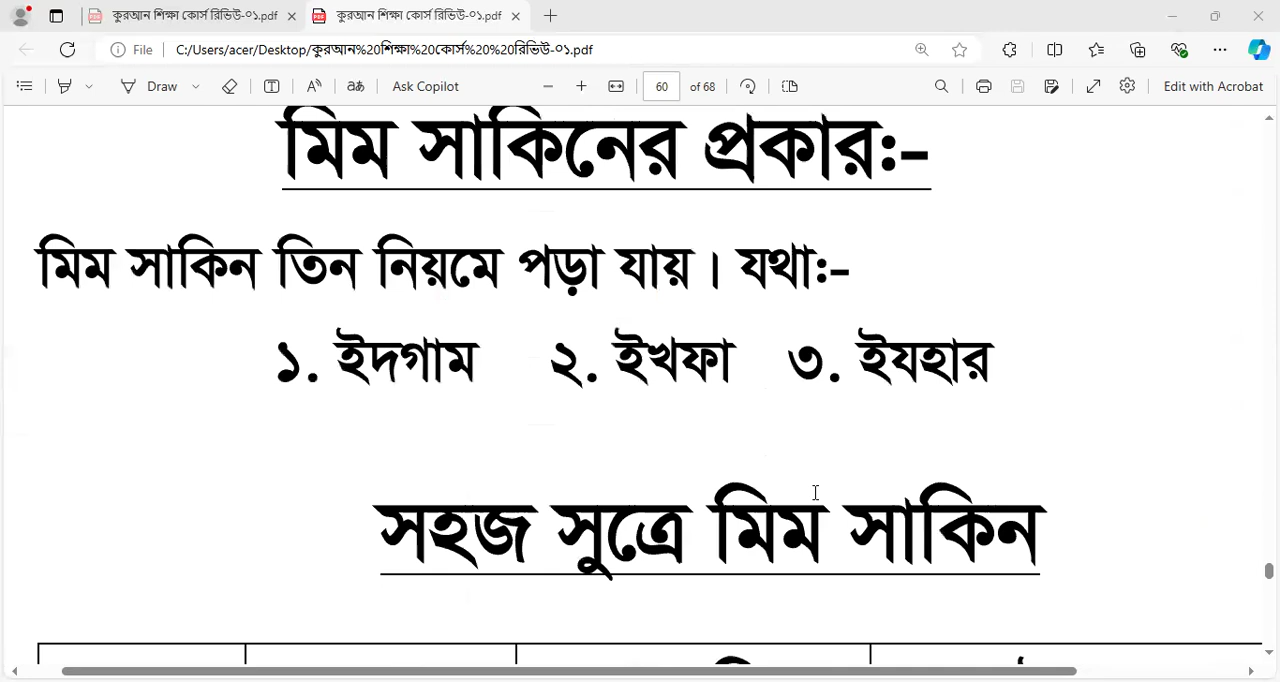 কুরআন শিক্ষা কোর্স রিভিউ-০১.pdf
কুরআন শিক্ষা কোর্স রিভিউ-০১.pdf
File C:/Users/acer/Desktop/কুরআন%20শিক্ষা%20কোর্স%20%20রিভিউ-০১.pdf
Draw Ask Copilot 60 of 68 Edit with Acrobat
মিম সাকিনের প্রকার:-
মিম সাকিন তিন নিয়মে পড়া যায়। যথা:-
১. ইদগাম ২. ইখফা ৩. ইযহার
সহজ সুত্রে মিম সাকিন